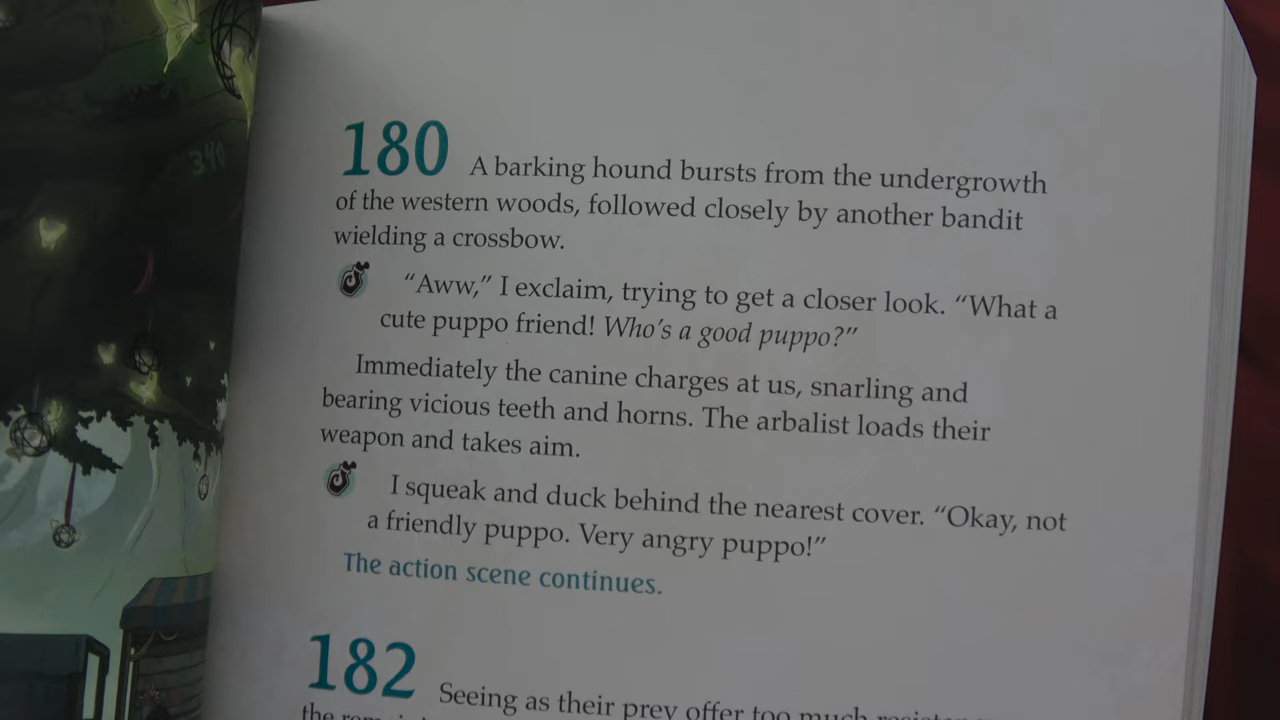 340
180 A barking hound bursts from the undergrowth
of the western woods, followed closely by another bandit
wielding a crossbow.
“Aww,” I exclaim, trying to get a closer look. “What a
cute puppo friend! Who’s a good puppo?”
Immediately the canine charges at us, snarling and
bearing vicious teeth and horns. The arbalist loads their
weapon and takes aim.
I squeak and duck behind the nearest cover. “Okay, not
a friendly puppo. Very angry puppo!”
The action scene continues.
182 Seeing as their prey offer too much
the